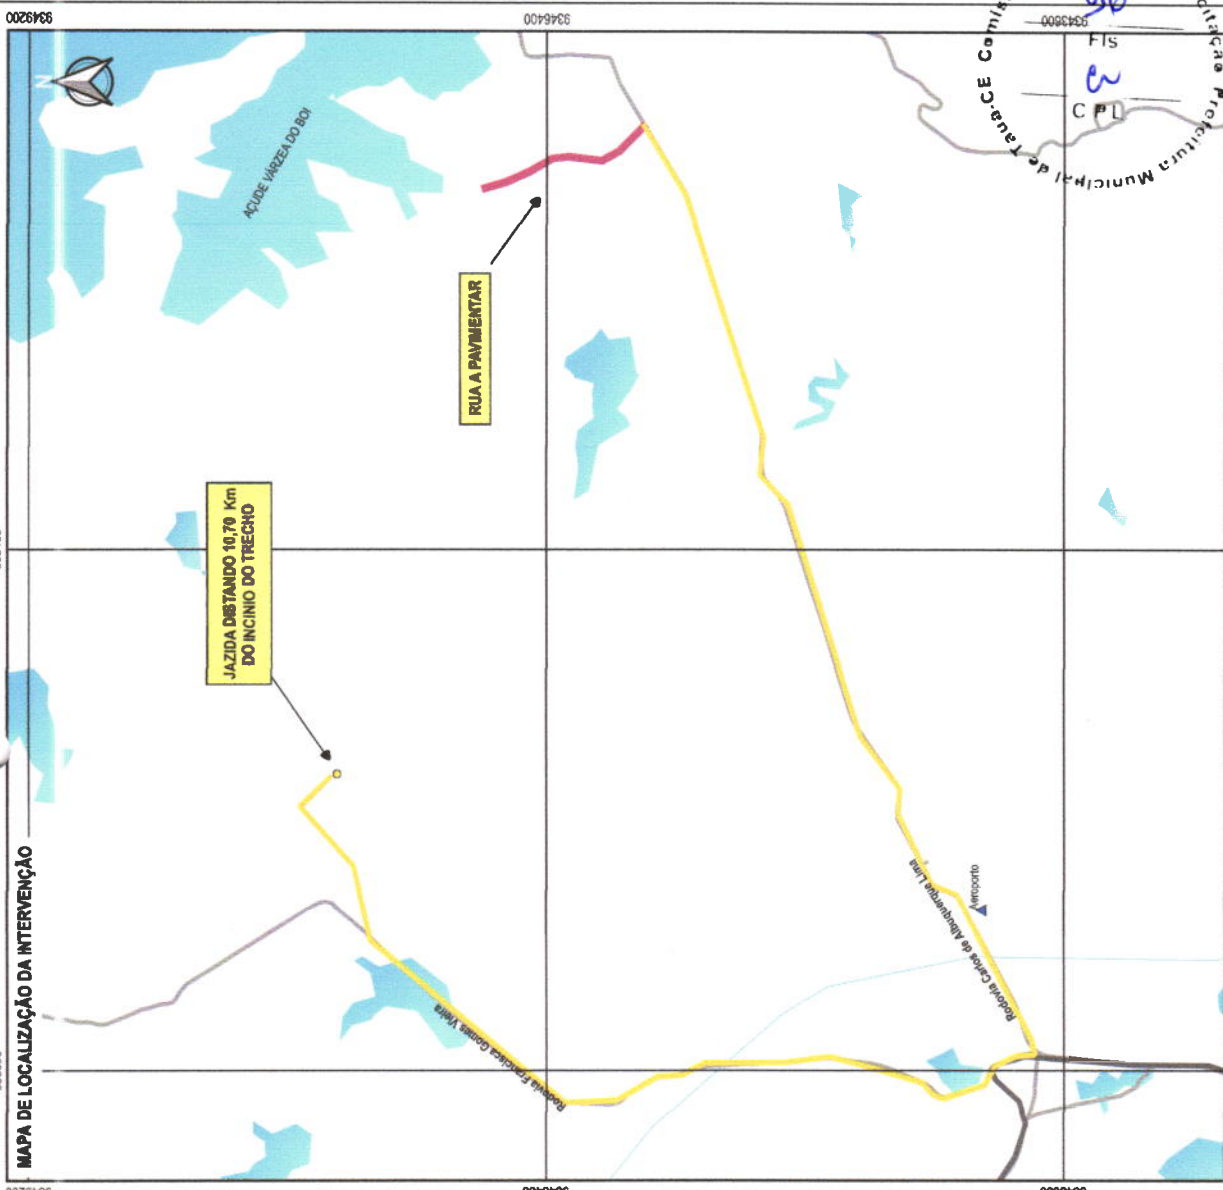 MAPA DE LOCALIZAÇÃO DA INTERVENÇÃO
9349200
9346400
9343600
N
AÇUDE VÁRZEA DO BOI
RUA A PAVIMENTAR
JAZIDA DISTANDO 10,70 Km
DO INCINIO DO TRECHO
Rodovia Francisca Gomes Vieira
Rodovia Carlos de Albuquerque Lima
Aeroporto
Fls
CPL
Prefeitura Municipal de Taua-CE